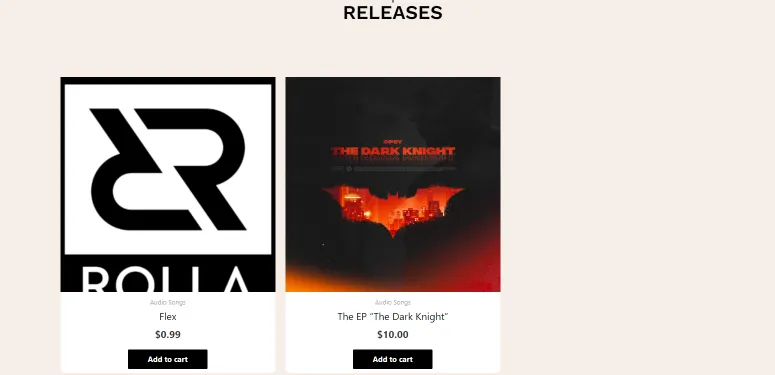 RELEASES
THE DARK KNIGHT
ROLLA
Audio Songs
Audio Songs
Flex
The EP “The Dark Knight”
$0.99
$10.00
Add to cart
Add to cart